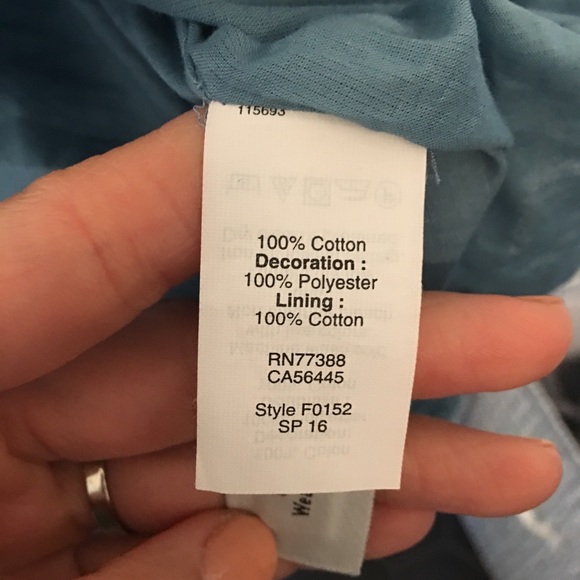 115693
100% Cotton
Decoration :
100% Polyester
Lining :
100% Cotton
RN77388
CA56445
Style F0152
SP 16